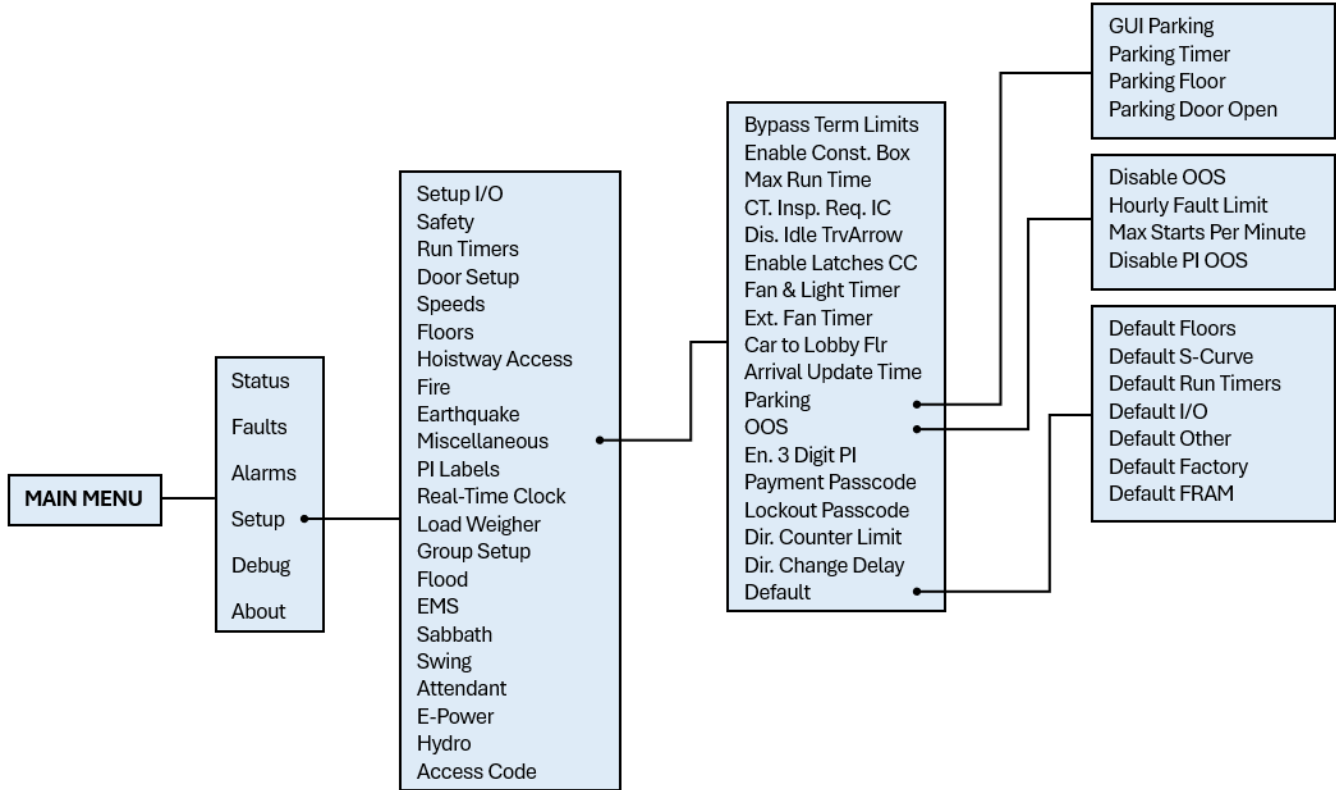 MAIN MENU
Status
Faults
Alarms
Setup
Debug
About
Setup I/O
Safety
Run Timers
Door Setup
Speeds
Floors
Hoistway Access
Fire
Earthquake
Miscellaneous
PI Labels
Real-Time Clock
Load Weigher
Group Setup
Flood
EMS
Sabbath
Swing
Attendant
E-Power
Hydro
Access Code
Bypass Term Limits
Enable Const. Box
Max Run Time
CT. Insp. Req. IC
Dis. Idle TrvArrow
Enable Latches CC
Fan & Light Timer
Ext. Fan Timer
Car to Lobby Flr
Arrival Update Time
Parking
OOS
En. 3 Digit PI
Payment Passcode
Lockout Passcode
Dir. Counter Limit
Dir. Change Delay
Default
GUI Parking
Parking Timer
Parking Floor
Parking Door Open
Disable OOS
Hourly Fault Limit
Max Starts Per Minute
Disable PI OOS
Default Floors
Default S-Curve
Default Run Timers
Default I/O
Default Other
Default Factory
Default FRAM